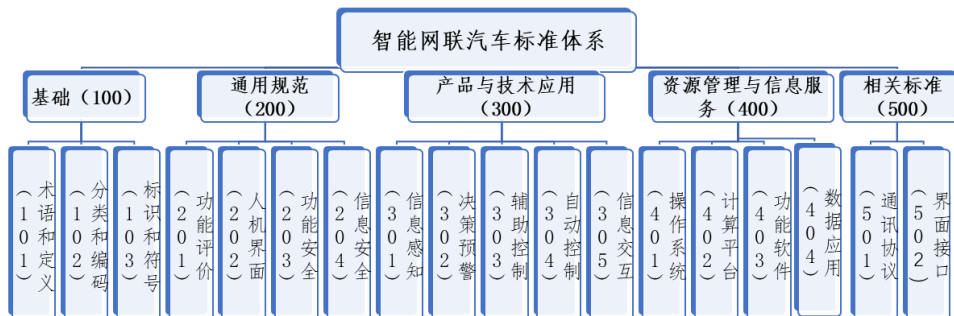 智能网联汽车标准体系
基础（100）
通用规范
（200）
产品与技术应用
（300）
资源管理与信息服
务（400）
相关标准
（500）
术语和定义
（101）
分类和编码
（102）
标识和符号
（103）
功能评价
（201）
人机界面
（202）
功能安全
（203）
信息安全
（204）
信息感知
（301）
决策预警
（302）
辅助控制
（303）
自动控制
（304）
信息交互
（305）
操作系统
（401）
计算平台
（402）
功能软件
（403）
数据应用
（404）
通讯协议
（501）
界面接口
（502）